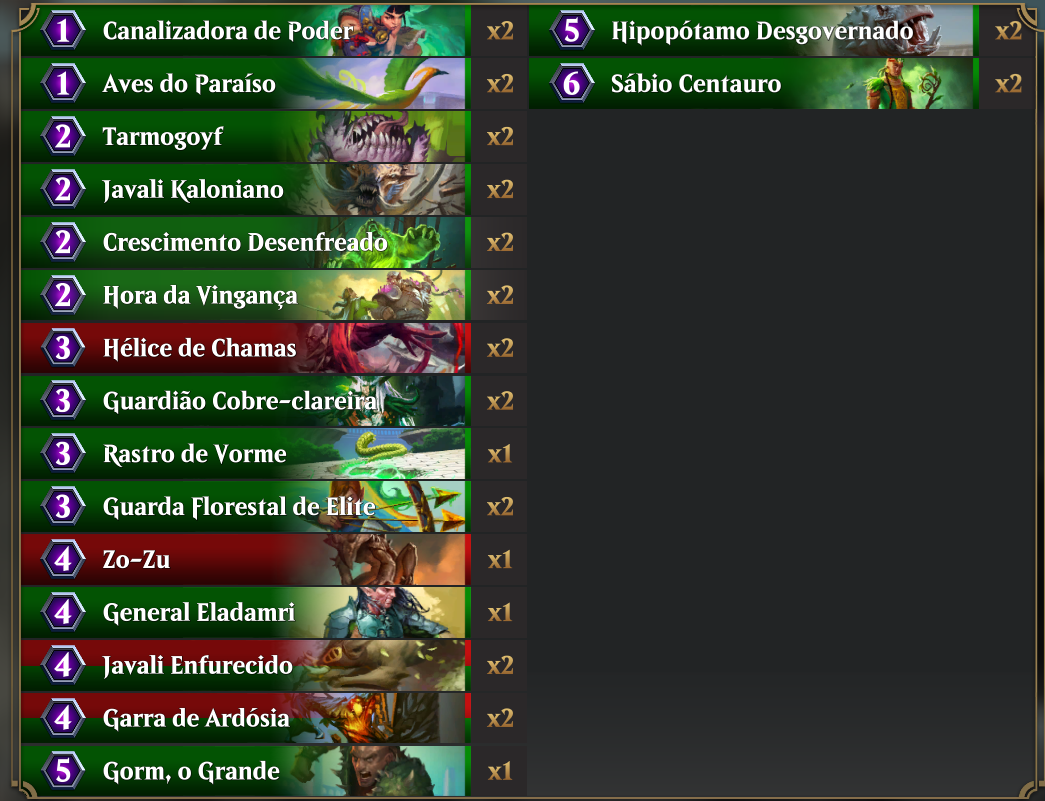 1 Canalizadora de Poder x2
1 Aves do Paraíso x2
2 Tarmogoyf x2
2 Javali Kaloniano x2
2 Crescimento Desenfreado x2
2 Hora da Vingança x2
3 Hélice de Chamas x2
3 Guardião Cobre-clareira x2
3 Rastro de Vorme x1
3 Guarda Florestal de Elite x2
4 Zo-Zu x1
4 General Eladamri x1
4 Javali Enfurecido x2
4 Garra de Ardósia x2
5 Gorm, o Grande x1
5 Hipopótamo Desgovernado x2
6 Sábio Centauro x2